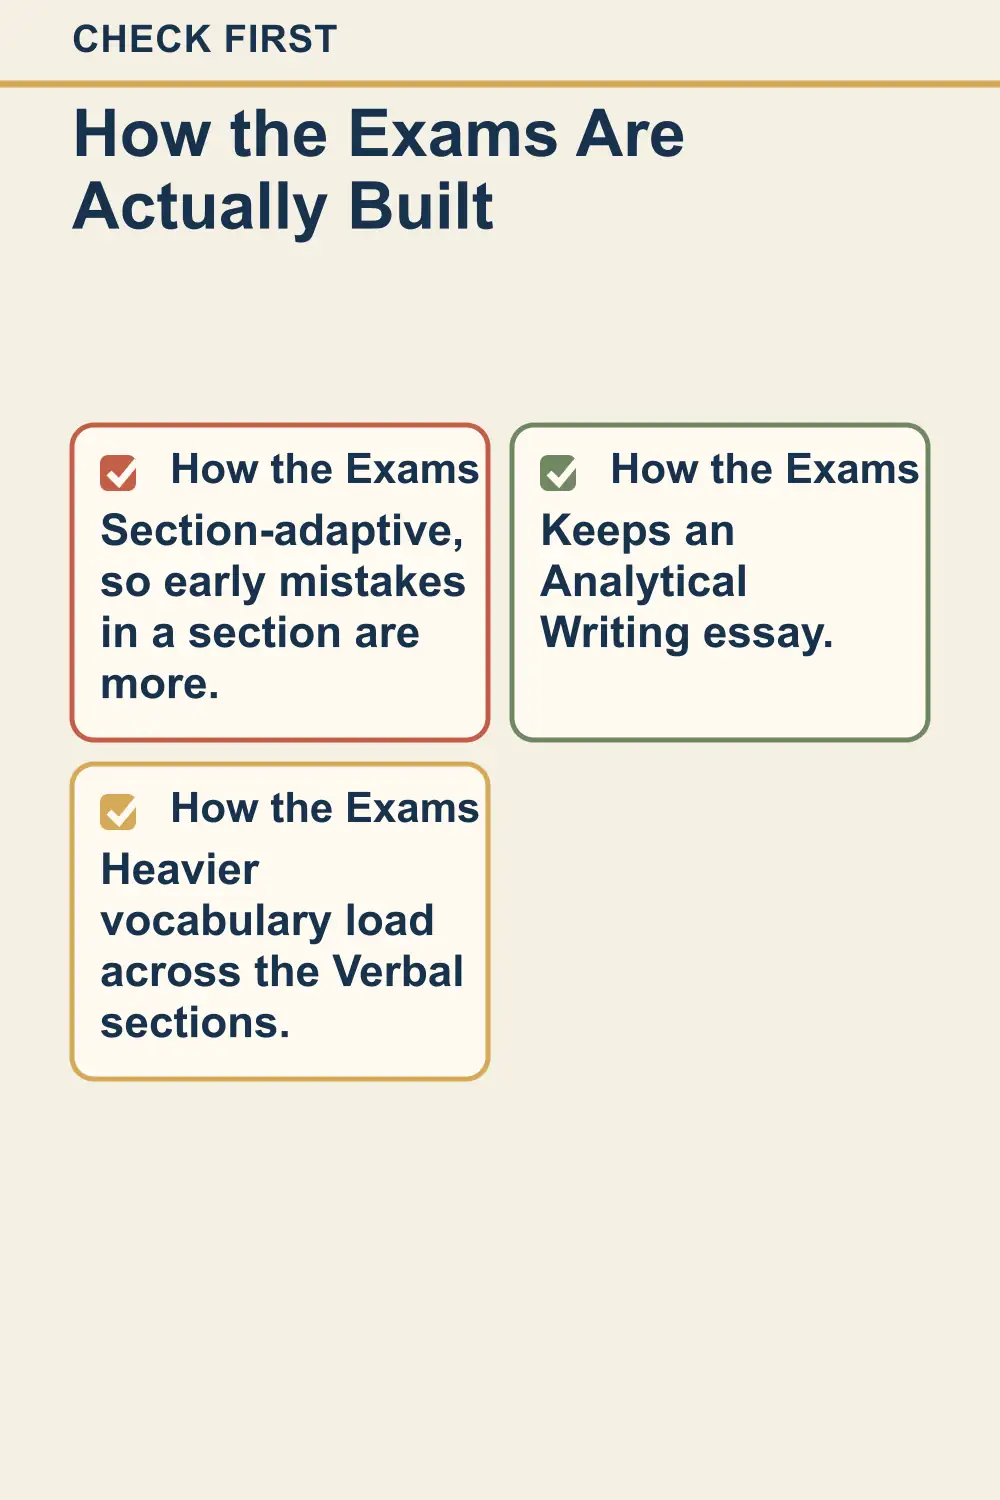 CHECK FIRST
How the Exams Are
Actually Built
How the Exams
Section-adaptive,
so early mistakes
in a section are
more.
How the Exams
Keeps an
Analytical
Writing essay.
How the Exams
Heavier
vocabulary load
across the Verbal
sections.